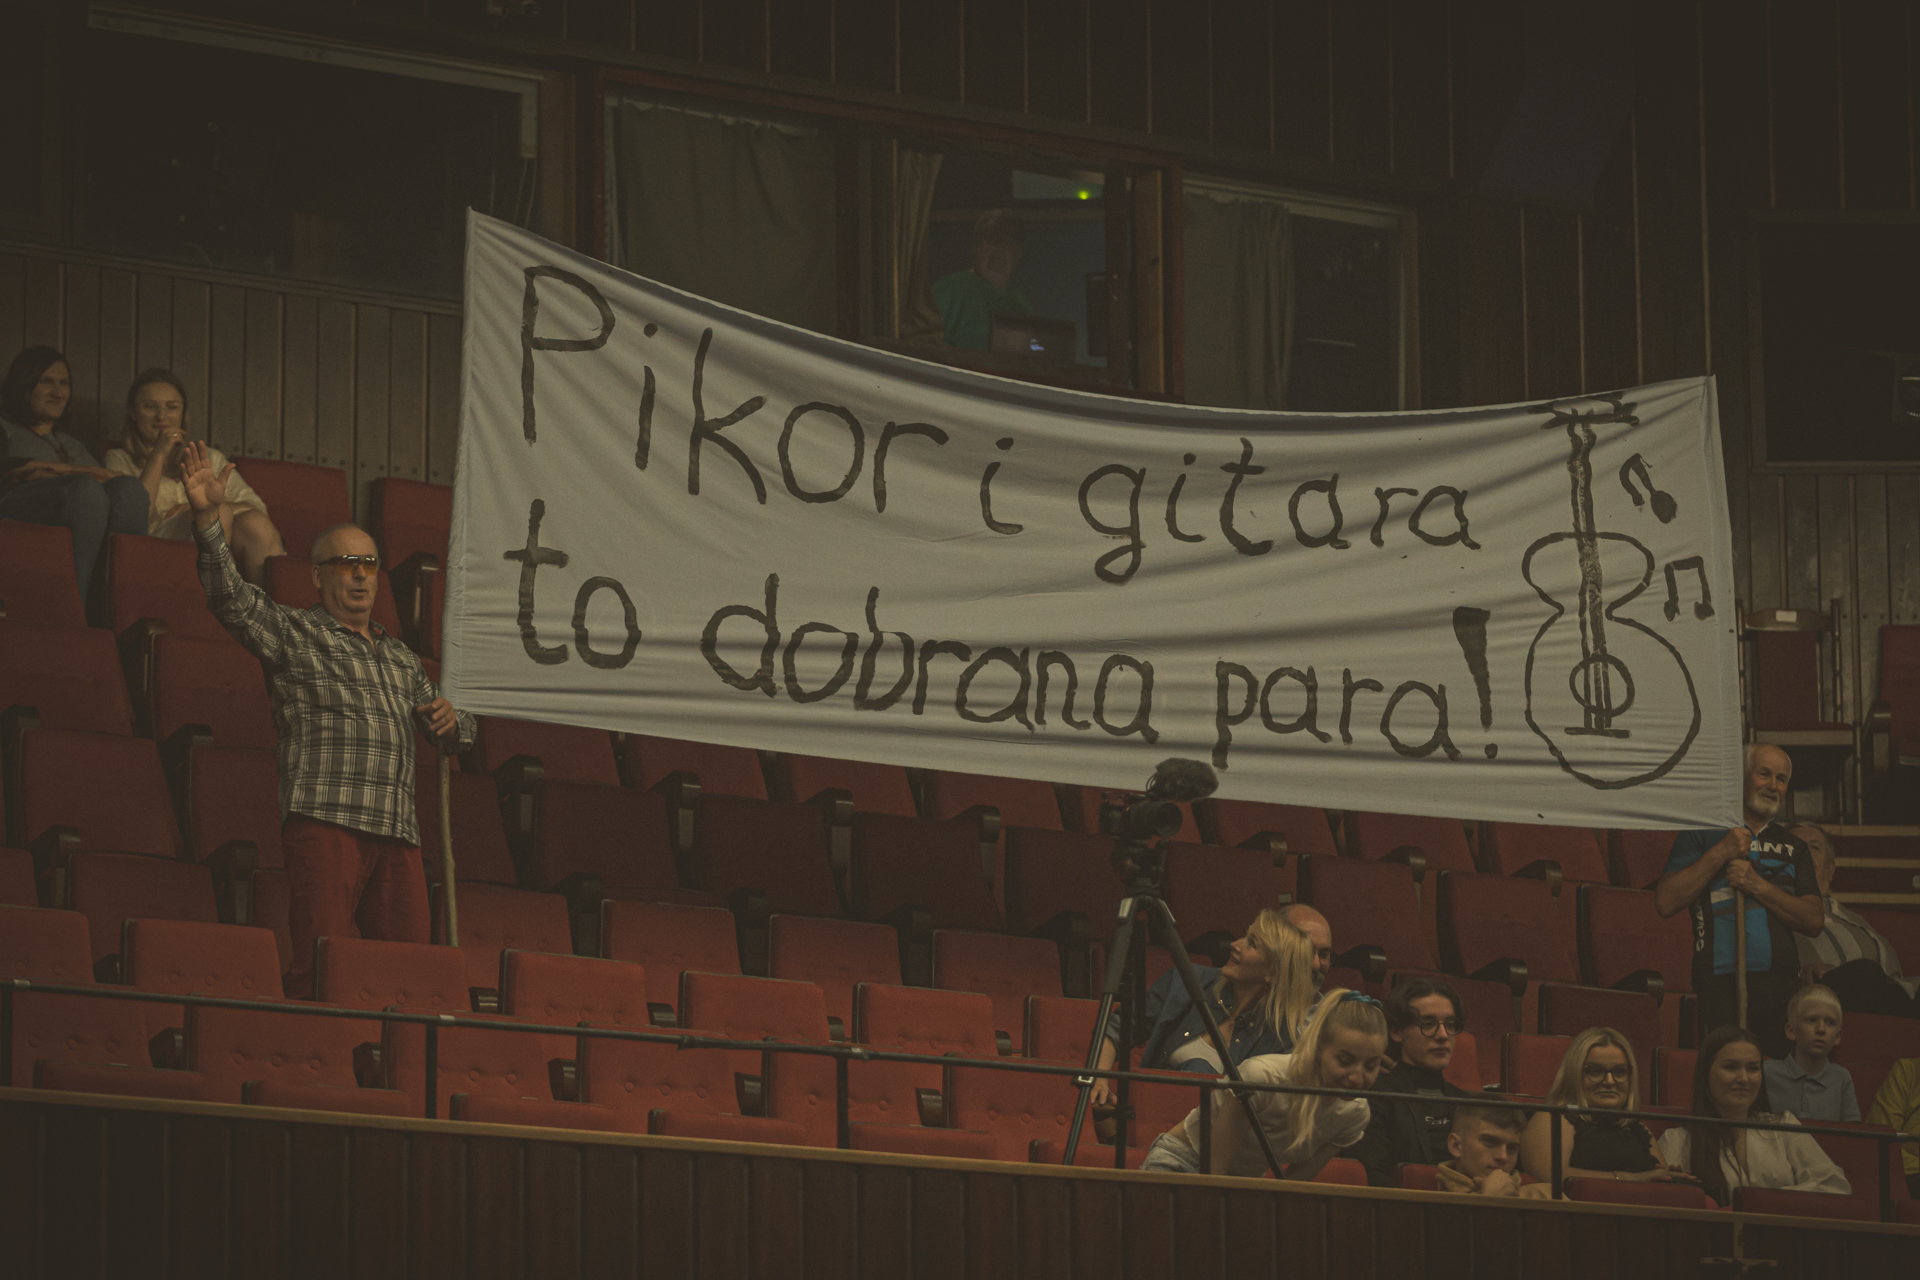 Pikor i gitara
to dobrana para!